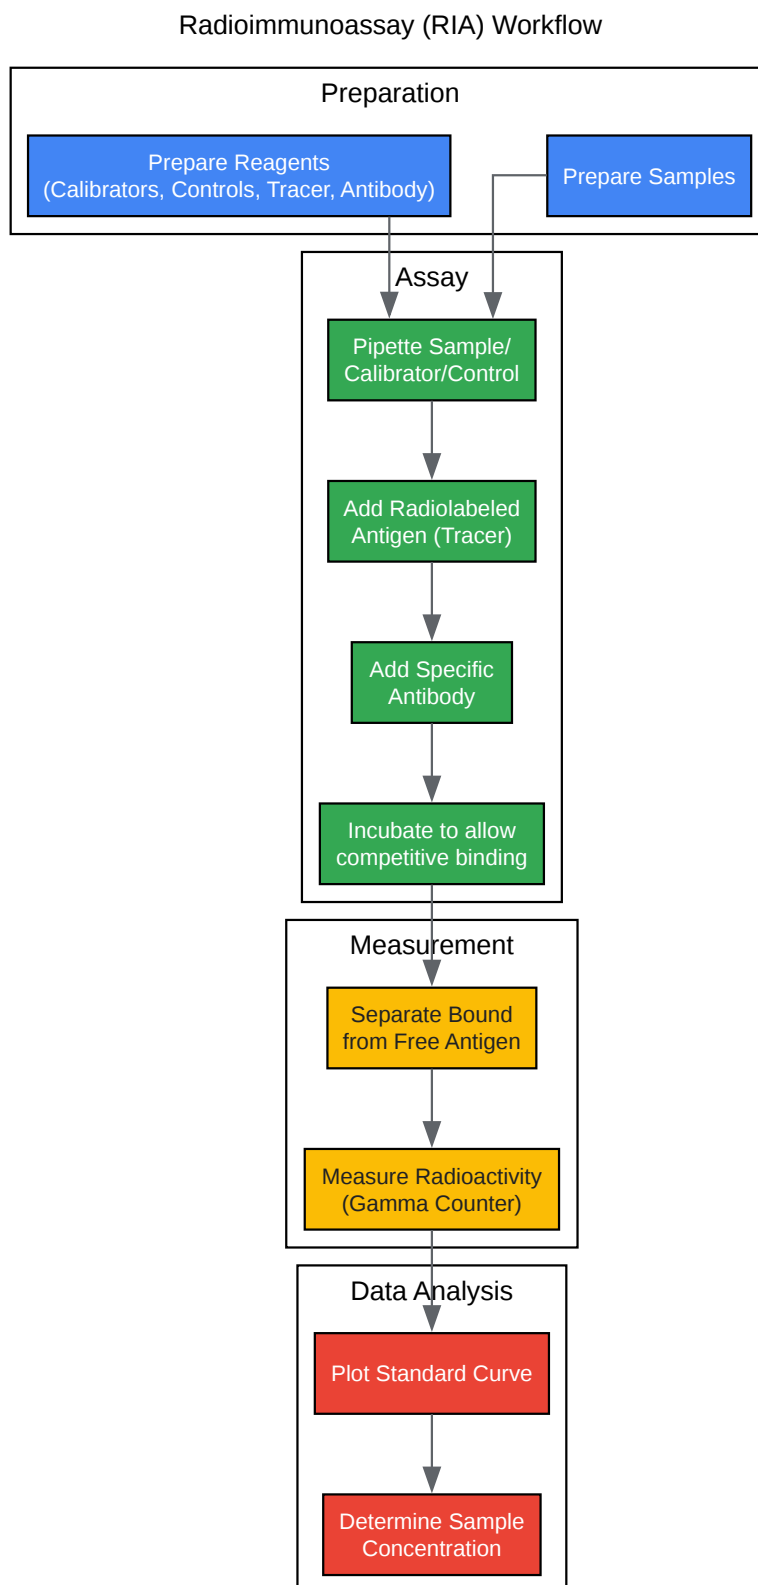 Radioimmunoassay (RIA) Workflow
Preparation
Prepare Reagents
(Calibrators, Controls, Tracer, Antibody)
Prepare Samples
Assay
Pipette Sample/
Calibrator/Control
Add Radiolabeled
Antigen (Tracer)
Add Specific
Antibody
Incubate to allow
competitive binding
Measurement
Separate Bound
from Free Antigen
Measure Radioactivity
(Gamma Counter)
Data Analysis
Plot Standard Curve
Determine Sample
Concentration